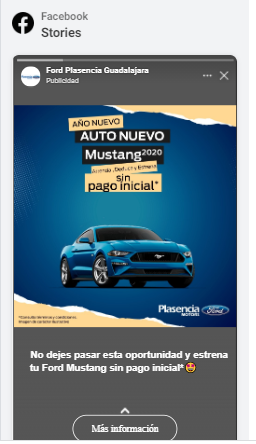 Facebook
Stories
Ford Plasencia Guadalajara
Publicidad
AÑO NUEVO
AUTO NUEVO
Mustang2020
sin
pago inicial*
Plasencia
MOTORS
Ford
No dejes pasar esta oportunidad y estrena
tu Ford Mustang sin pago inicial*🤩
Más información